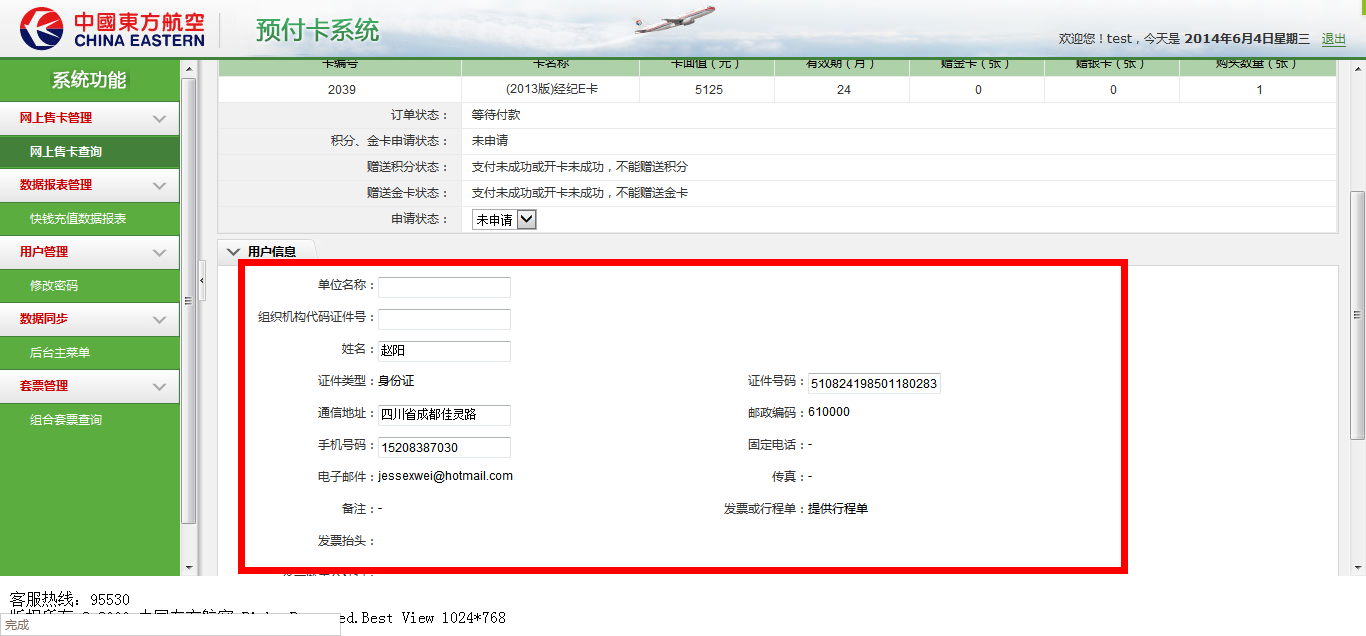 中國東方航空
CHINA EASTERN
预付卡系统
欢迎您！test，今天是 2014年6月4日星期三 退出
系统功能
网上售卡管理
网上售卡查询
数据报表管理
快钱充值数据报表
用户管理
修改密码
数据同步
后台主菜单
套票管理
组合套票查询
卡编号 卡名称 卡面值（元） 有效期（月） 赠金卡（张） 赠银卡（张） 购买数量（张）
2039 (2013版)经纪E卡 5125 24 0 0 1
订单状态： 等待付款
积分、金卡申请状态： 未申请
赠送积分状态： 支付未成功或开卡未成功，不能赠送积分
赠送金卡状态： 支付未成功或开卡未成功，不能赠送金卡
申请状态： 未申请
用户信息
单位名称：
组织机构代码证件号：
姓名：赵阳
证件类型：身份证 证件号码：510824198501180283
通信地址：四川省成都佳灵路 邮政编码：610000
手机号码：15208387030 固定电话：-
电子邮件：jessexwei@hotmail.com 传真：-
备注：- 发票或行程单：提供行程单
发票抬头：
客服热线：95530
ed.Best View 1024*768
完成